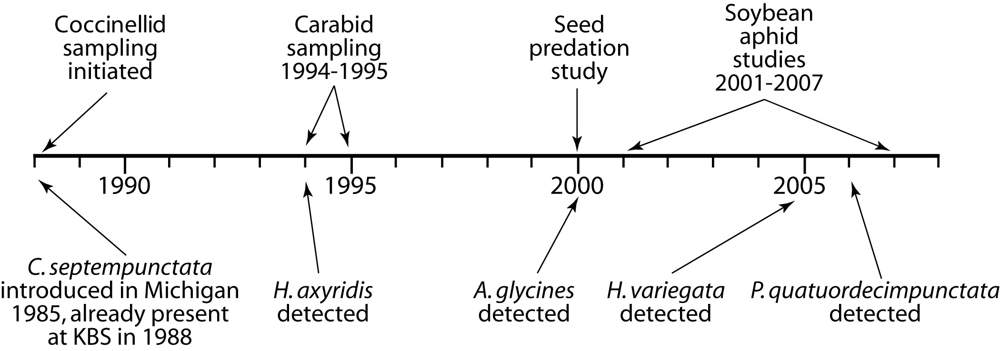 Coccinellid
sampling
initiated
Carabid
sampling
1994-1995
Seed
predation
study
Soybean
aphid
studies
2001-2007
1990
1995
2000
2005
C. septempunctata
introduced in Michigan
1985, already present
at KBS in 1988
H. axyridis
detected
A. glycines
detected
H. variegata
detected
P. quatuordecimpunctata
detected